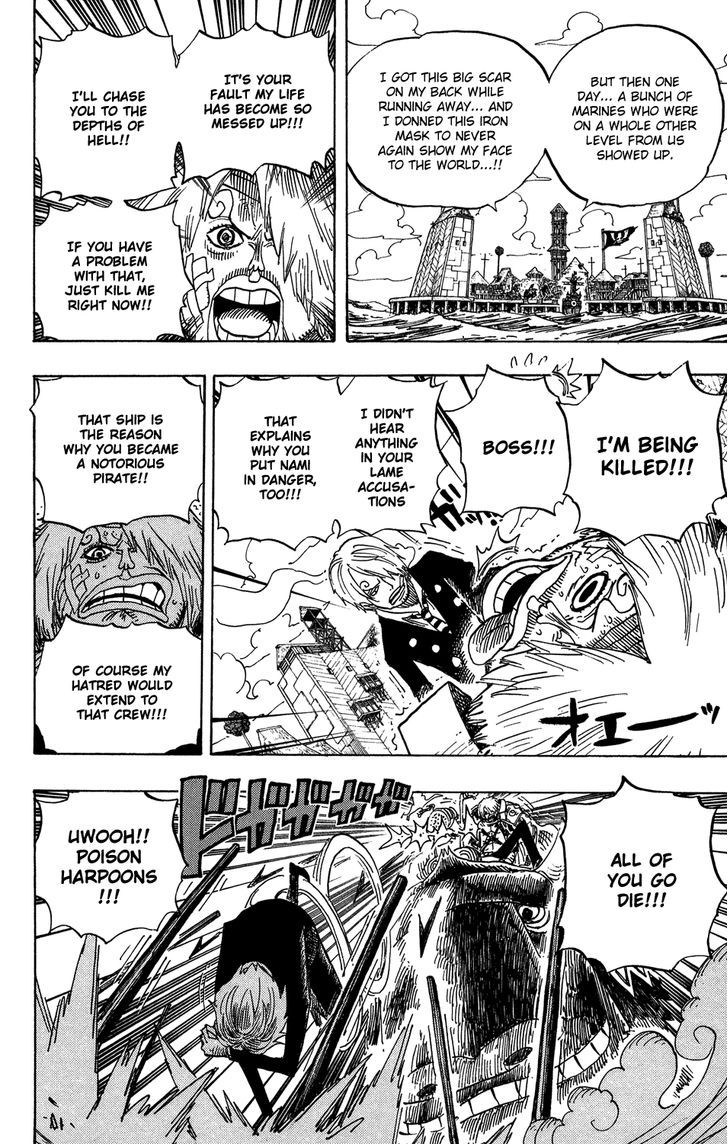 BUT THEN ONE
DAY... A BUNCH OF
MARINES WHO WERE
ON A WHOLE OTHER
LEVEL FROM US
SHOWED UP.
I GOT THIS BIG SCAR
ON MY BACK WHILE
RUNNING AWAY... AND
I DONNED THIS IRON
MASK TO NEVER
AGAIN SHOW MY FACE
TO THE WORLD...!!
IT'S YOUR
FAULT MY LIFE
HAS BECOME SO
MESSED UP!!!
I'LL CHASE
YOU TO THE
DEPTHS OF
HELL!!
IF YOU HAVE
A PROBLEM
WITH THAT,
JUST KILL ME
RIGHT NOW!!
I'M BEING
KILLED!!!
BOSS!!!
I DIDN'T
HEAR
ANYTHING
IN YOUR
LAME
ACCUSA-
TIONS
THAT
EXPLAINS
WHY YOU
PUT NAMI
IN DANGER,
TOO!!!
オエーッ
THAT SHIP IS
THE REASON
WHY YOU BECAME
A NOTORIOUS
PIRATE!!
OF COURSE MY
HATRED WOULD
EXTEND TO
THAT CREW!!!
ALL OF
YOU GO
DIE!!!
ドガガガガ
UWOOH!!
POISON
HARPOONS
!!!